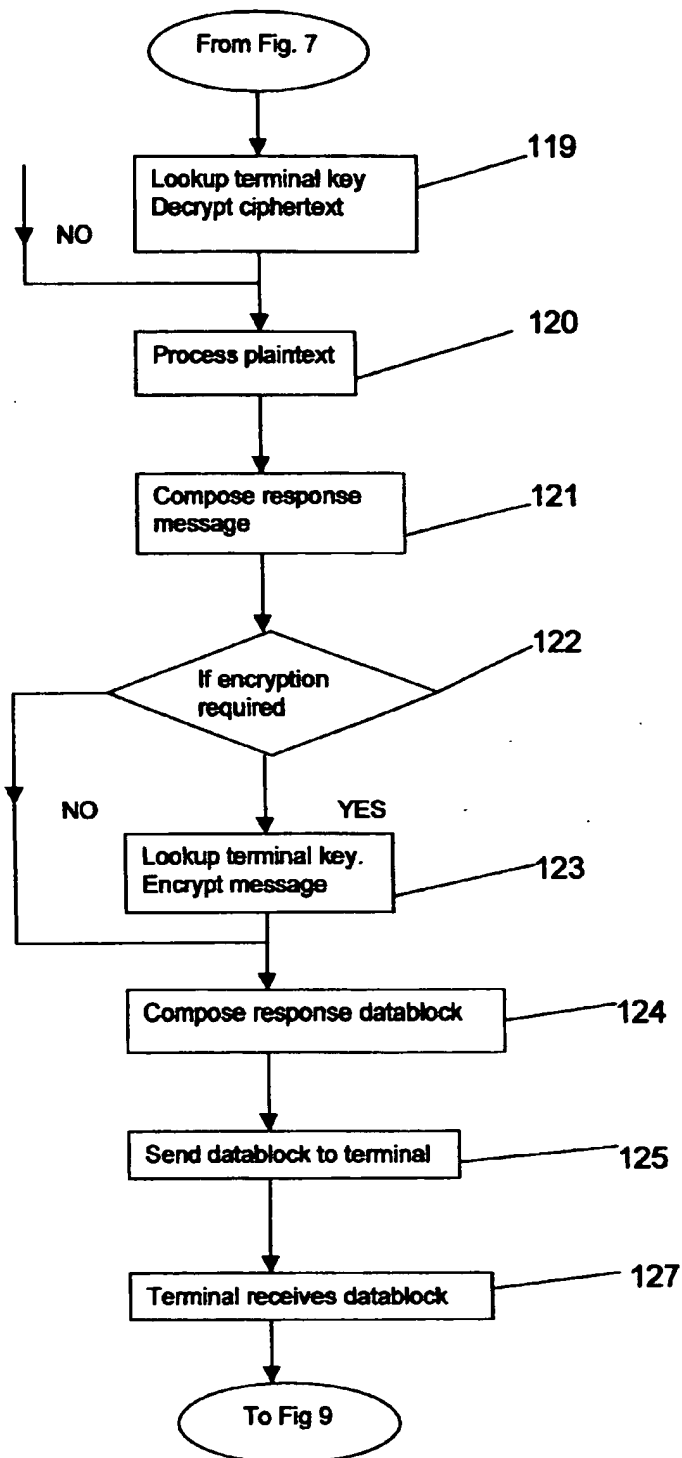 From Fig. 7
119
Lookup terminal key
Decrypt ciphertext
NO
120
Process plaintext
121
Compose response
message
122
If encryption
required
NO
YES
Lookup terminal key.
Encrypt message
123
Compose response datablock
124
Send datablock to terminal
125
127
Terminal receives datablock
To Fig 9